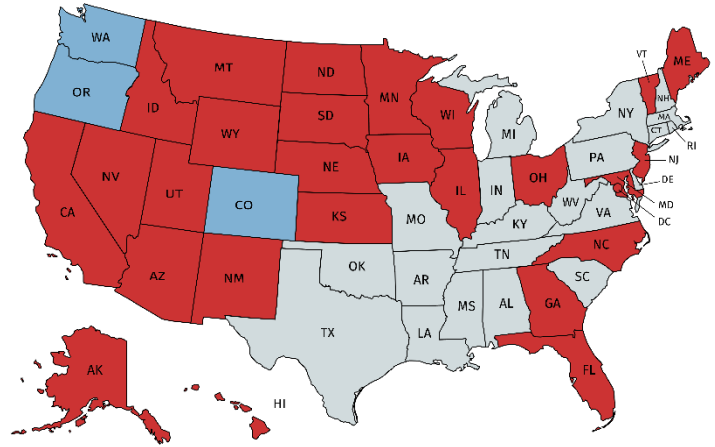 WA
OR
CA
NV
ID
MT
WY
UT
AZ
CO
NM
ND
SD
NE
KS
OK
TX
MN
IA
MO
AR
LA
WI
IL
MI
IN
OH
KY
TN
MS
AL
GA
FL
SC
NC
VA
WV
PA
NY
VT
NH
ME
MA
CT
RI
NJ
DE
MD
DC
AK
HI